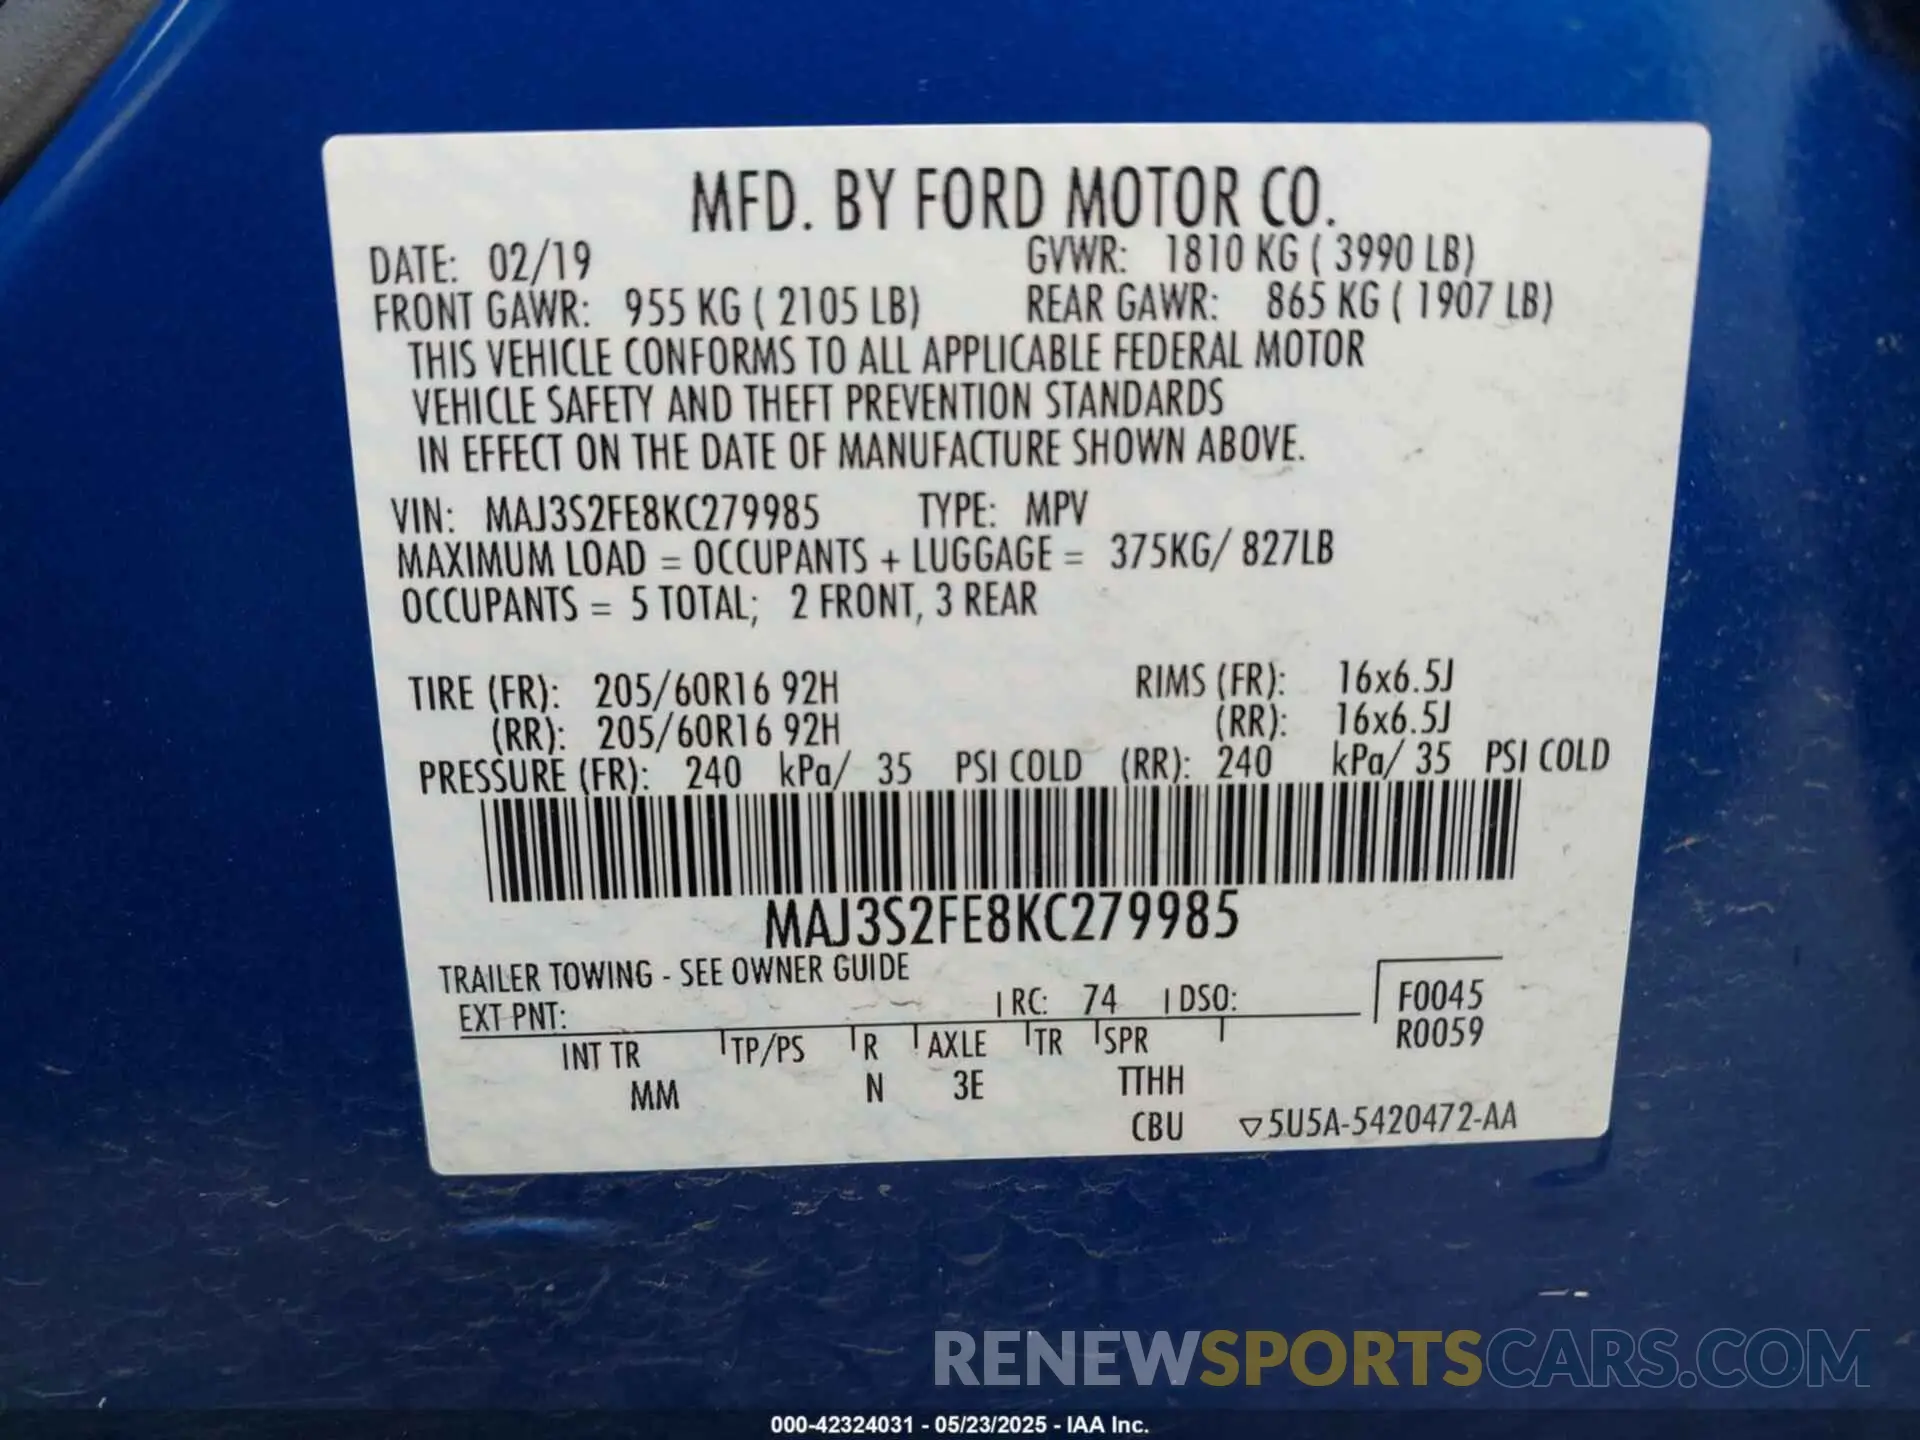 MFD. BY FORD MOTOR CO.
DATE: 02/19 GVWR: 1810 KG ( 3990 LB)
FRONT GAWR: 955 KG ( 2105 LB) REAR GAWR: 865 KG ( 1907 LB)
THIS VEHICLE CONFORMS TO ALL APPLICABLE FEDERAL MOTOR
VEHICLE SAFETY AND THEFT PREVENTION STANDARDS
IN EFFECT ON THE DATE OF MANUFACTURE SHOWN ABOVE.
VIN: MAJ3S2FE8KC279985 TYPE: MPV
MAXIMUM LOAD = OCCUPANTS + LUGGAGE = 375KG/ 827LB
OCCUPANTS = 5 TOTAL; 2 FRONT, 3 REAR
TIRE (FR): 205/60R16 92H RIMS (FR): 16x6.5J
(RR): 205/60R16 92H (RR): 16x6.5J
PRESSURE (FR): 240 kPa/ 35 PSI COLD (RR): 240 kPa/ 35 PSI COLD
MAJ3S2FE8KC279985
TRAILER TOWING - SEE OWNER GUIDE
EXT PNT: RC: 74 DSO: F0045
R0059
INT TR TP/PS R AXLE TR SPR
MM N 3E TTHH
CBU ▽5U5A-5420472-AA
RENEWSPORTSCARS.COM
000-42324031 - 05/23/2025 - IAA Inc.